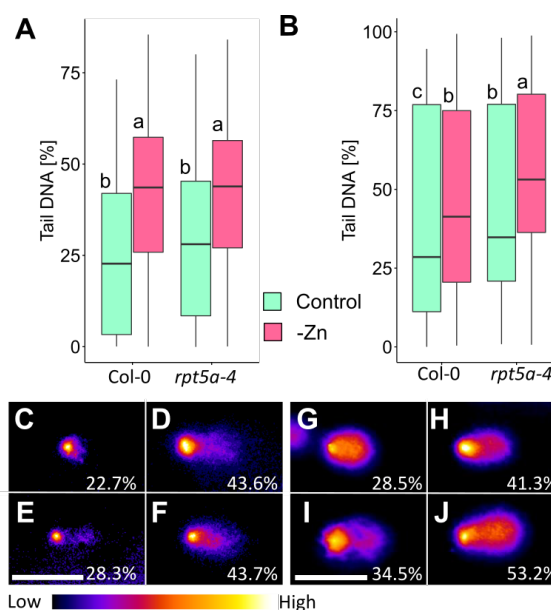 A
B
Tail DNA [%]
75
50
25
0
b
a
b
a
Col-0
rpt5a-4
Control
-Zn
Tail DNA [%]
100
75
50
25
0
c
b
b
a
Col-0
rpt5a-4
C
22.7%
D
43.6%
G
28.5%
H
41.3%
E
28.3%
F
43.7%
I
34.5%
J
53.2%
Low
High